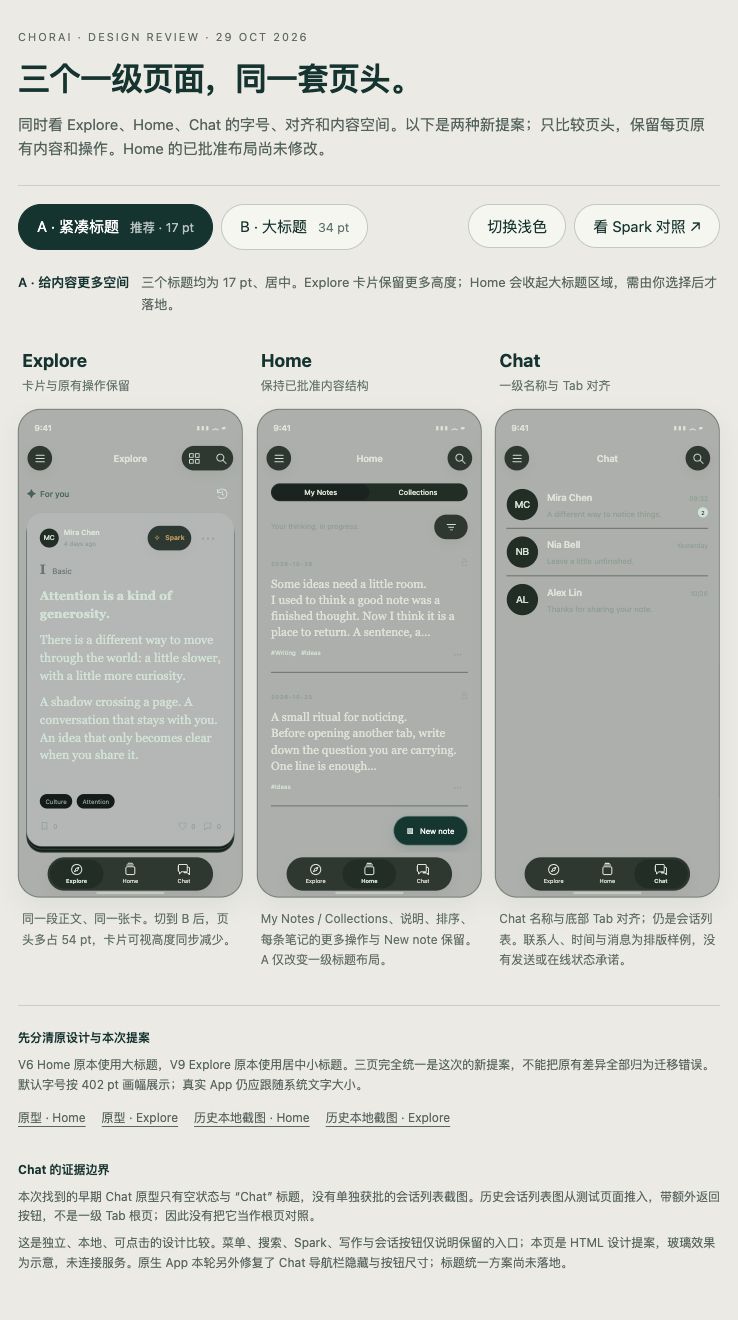 CHORAI · DESIGN REVIEW · 29 OCT 2026
三个一级页面，同一套页头。
同时看 Explore、Home、Chat 的字号、对齐和内容空间。以下是两种新提案；只比较页头，保留每页原
有内容和操作。Home 的已批准布局尚未修改。
A · 紧凑标题 推荐 · 17 pt
B · 大标题 34 pt
切换浅色
看 Spark 对照 ↗
A · 给内容更多空间 三个标题均为 17 pt、居中。Explore 卡片保留更多高度；Home 会收起大标题区域，需由你选择后才
落地。
Explore
卡片与原有操作保留
9:41
Explore
For you
MC
Mira Chen
4 days ago
Spark
Basic
Attention is a kind of
generosity.
There is a different way to move
through the world: a little slower,
with a little more curiosity.
A shadow crossing a page. A
conversation that stays with you.
An idea that only becomes clear
when you share it.
Culture
Attention
0
0
0
Explore
Home
Chat
同一段正文、同一张卡。切到 B 后，页
头多占 54 pt，卡片可视高度同步减少。
Home
保持已批准内容结构
9:41
Home
My Notes
Collections
Your thinking, in progress.
Some ideas need a little room.
I used to think a good note was a
finished thought. Now I think it is a
place to return. A sentence, a…
#Writing #Ideas
A small ritual for noticing.
Before opening another tab, write
down the question you are carrying.
One line is enough…
#Ideas
New note
Explore
Home
Chat
My Notes / Collections、说明、排序、
每条笔记的更多操作与 New note 保留。
A 仅改变一级标题布局。
Chat
一级名称与 Tab 对齐
9:41
Chat
MC
Mira Chen
09:32
A different way to notice things.
2
NB
Nia Bell
Yesterday
Leave a little unfinished.
AL
Alex Lin
Thanks for sharing your note.
Explore
Home
Chat
Chat 名称与底部 Tab 对齐；仍是会话列
表。联系人、时间与消息为排版样例，没
有发送或在线状态承诺。
先分清原设计与本次提案
V6 Home 原本使用大标题，V9 Explore 原本使用居中小标题。三页完全统一是这次的新提案，不能把原有差异全部归为迁移错误。
默认字号按 402 pt 画幅展示；真实 App 仍应跟随系统文字大小。
原型 · Home 原型 · Explore 历史本地截图 · Home 历史本地截图 · Explore
Chat 的证据边界
本次找到的早期 Chat 原型只有空状态与 “Chat” 标题，没有单独获批的会话列表截图。历史会话列表图从测试页面推入，带额外返回
按钮，不是一级 Tab 根页；因此没有把它当作根页对照。
这是独立、本地、可点击的设计比较。菜单、搜索、Spark、写作与会话按钮仅说明保留的入口；本页是 HTML 设计提案，玻璃效果
为示意，未连接服务。原生 App 本轮另外修复了 Chat 导航栏隐藏与按钮尺寸；标题统一方案尚未落地。